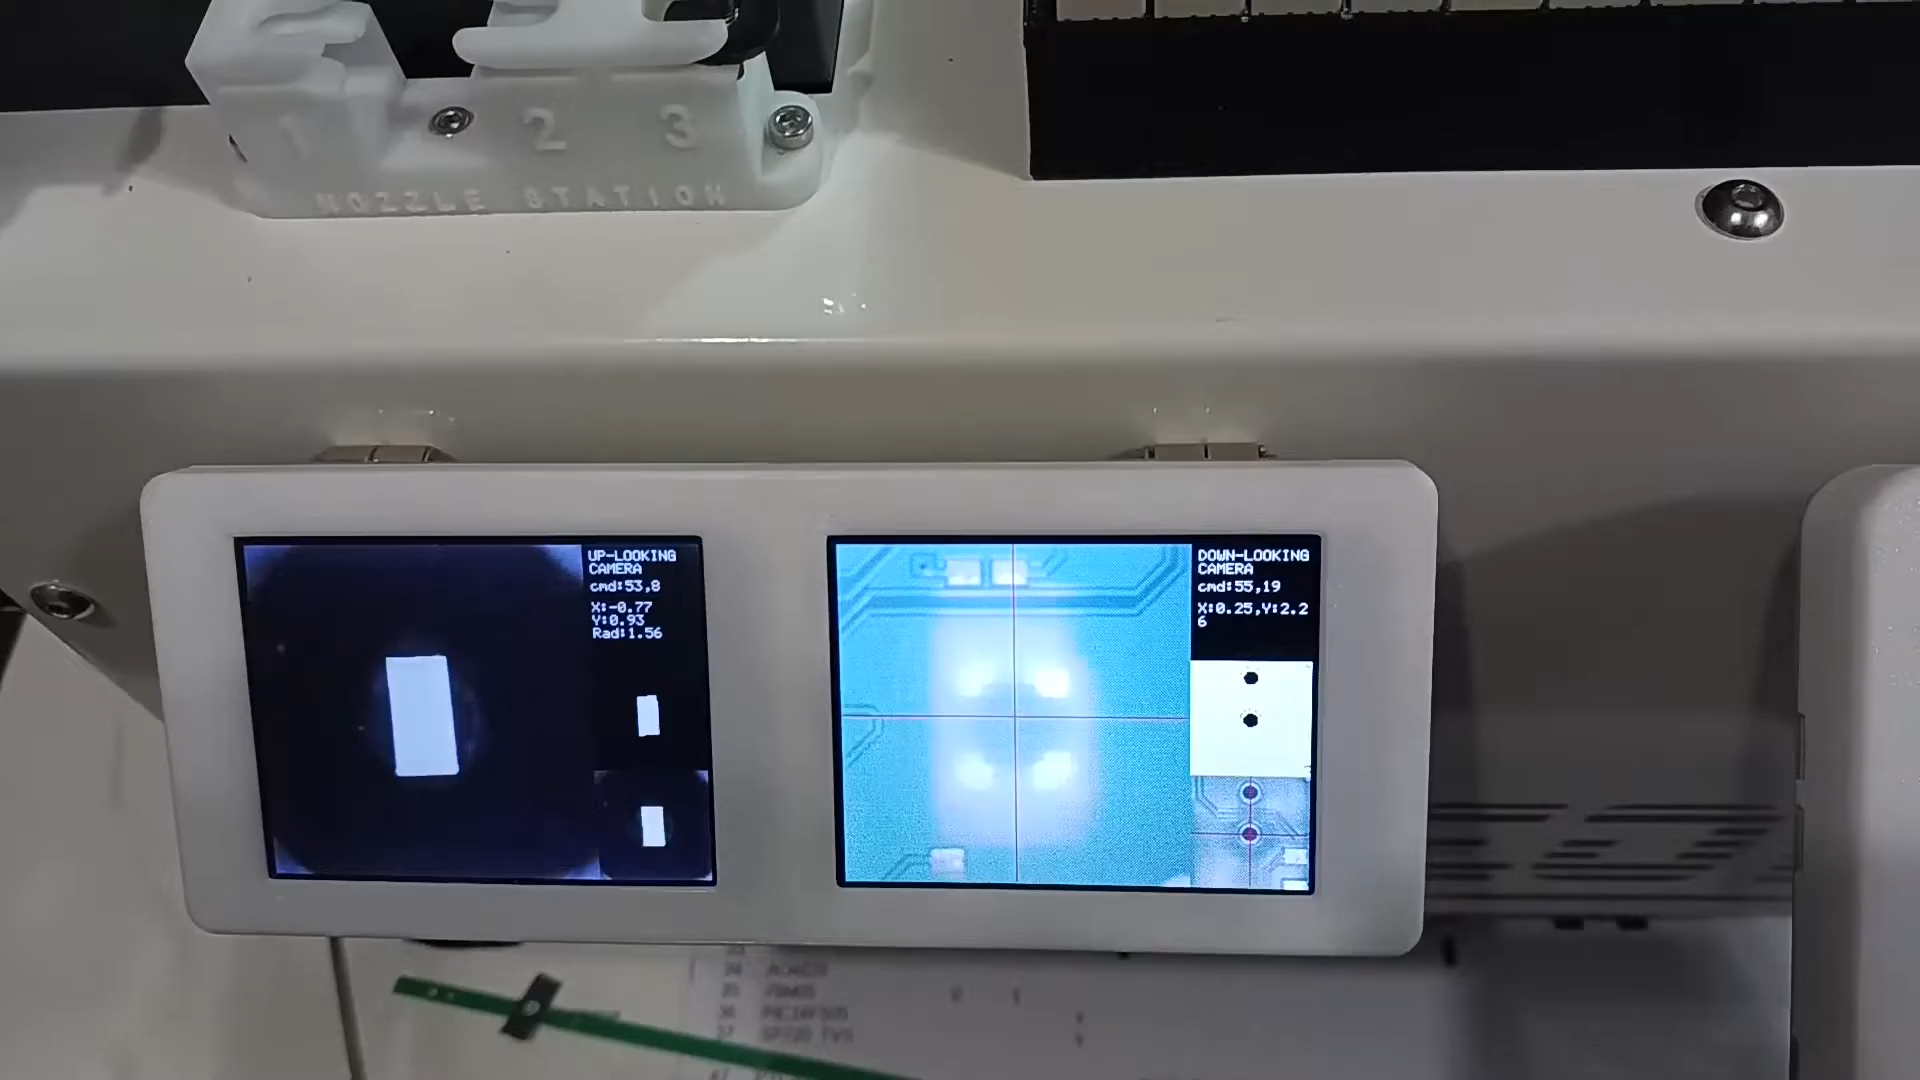 1 2 3
NOZZLE STATION
UP-LOOKING
CAMERA
cmd:53,8
X:-0.77
Y:0.93
Rad:1.56
DOWN-LOOKING
CAMERA
cmd:55,19
X:0.25,Y:2.2
6